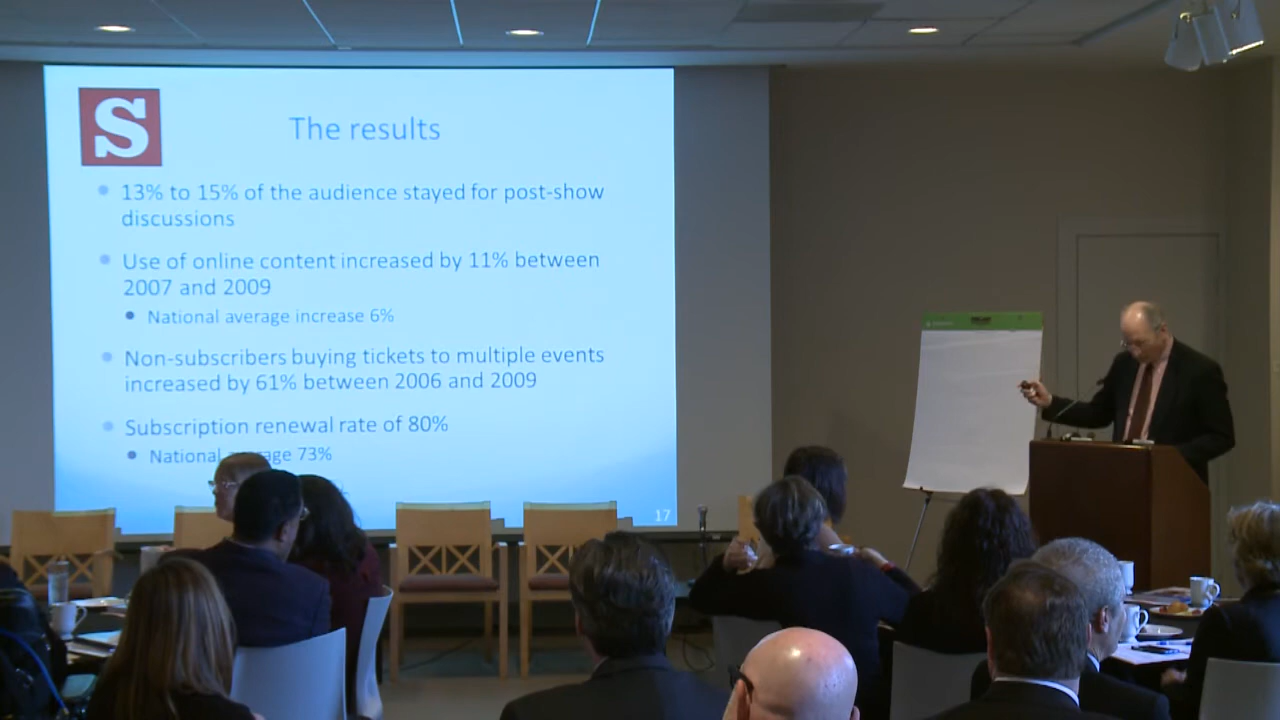 S
The results
13% to 15% of the audience stayed for post-show
discussions
Use of online content increased by 11% between
2007 and 2009
National average increase 6%
Non-subscribers buying tickets to multiple events
increased by 61% between 2006 and 2009
Subscription renewal rate of 80%
National average 73%
17